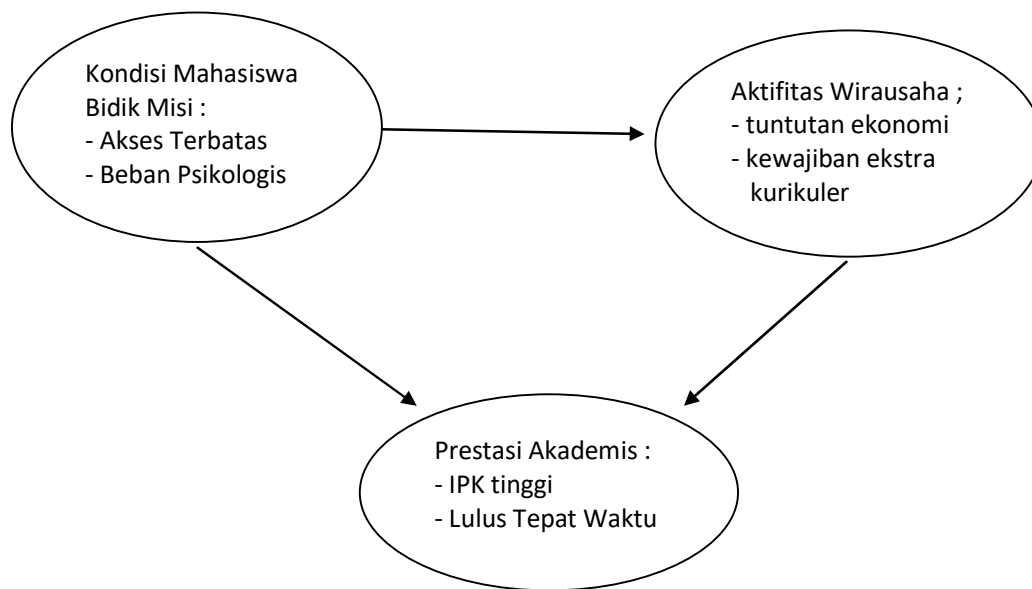 Kondisi Mahasiswa
Bidik Misi :
- Akses Terbatas
- Beban Psikologis
Aktifitas Wirausaha ;
- tuntutan ekonomi
- kewajiban ekstra
kurikuler
Prestasi Akademis :
- IPK tinggi
- Lulus Tepat Waktu